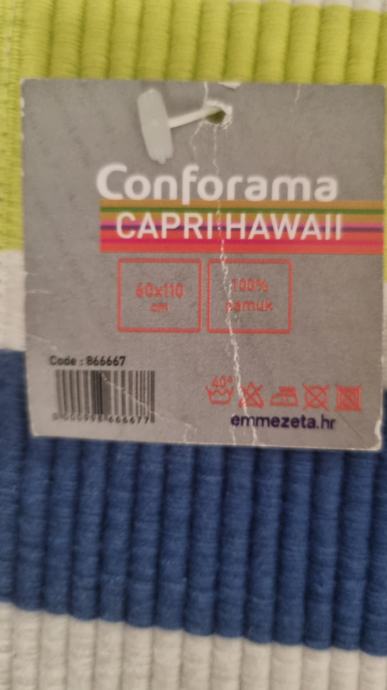 Conforama
CAPRI HAWAII
60x110
cm
100%
pamuk
Code : 866667
40°
emmezeta.hr